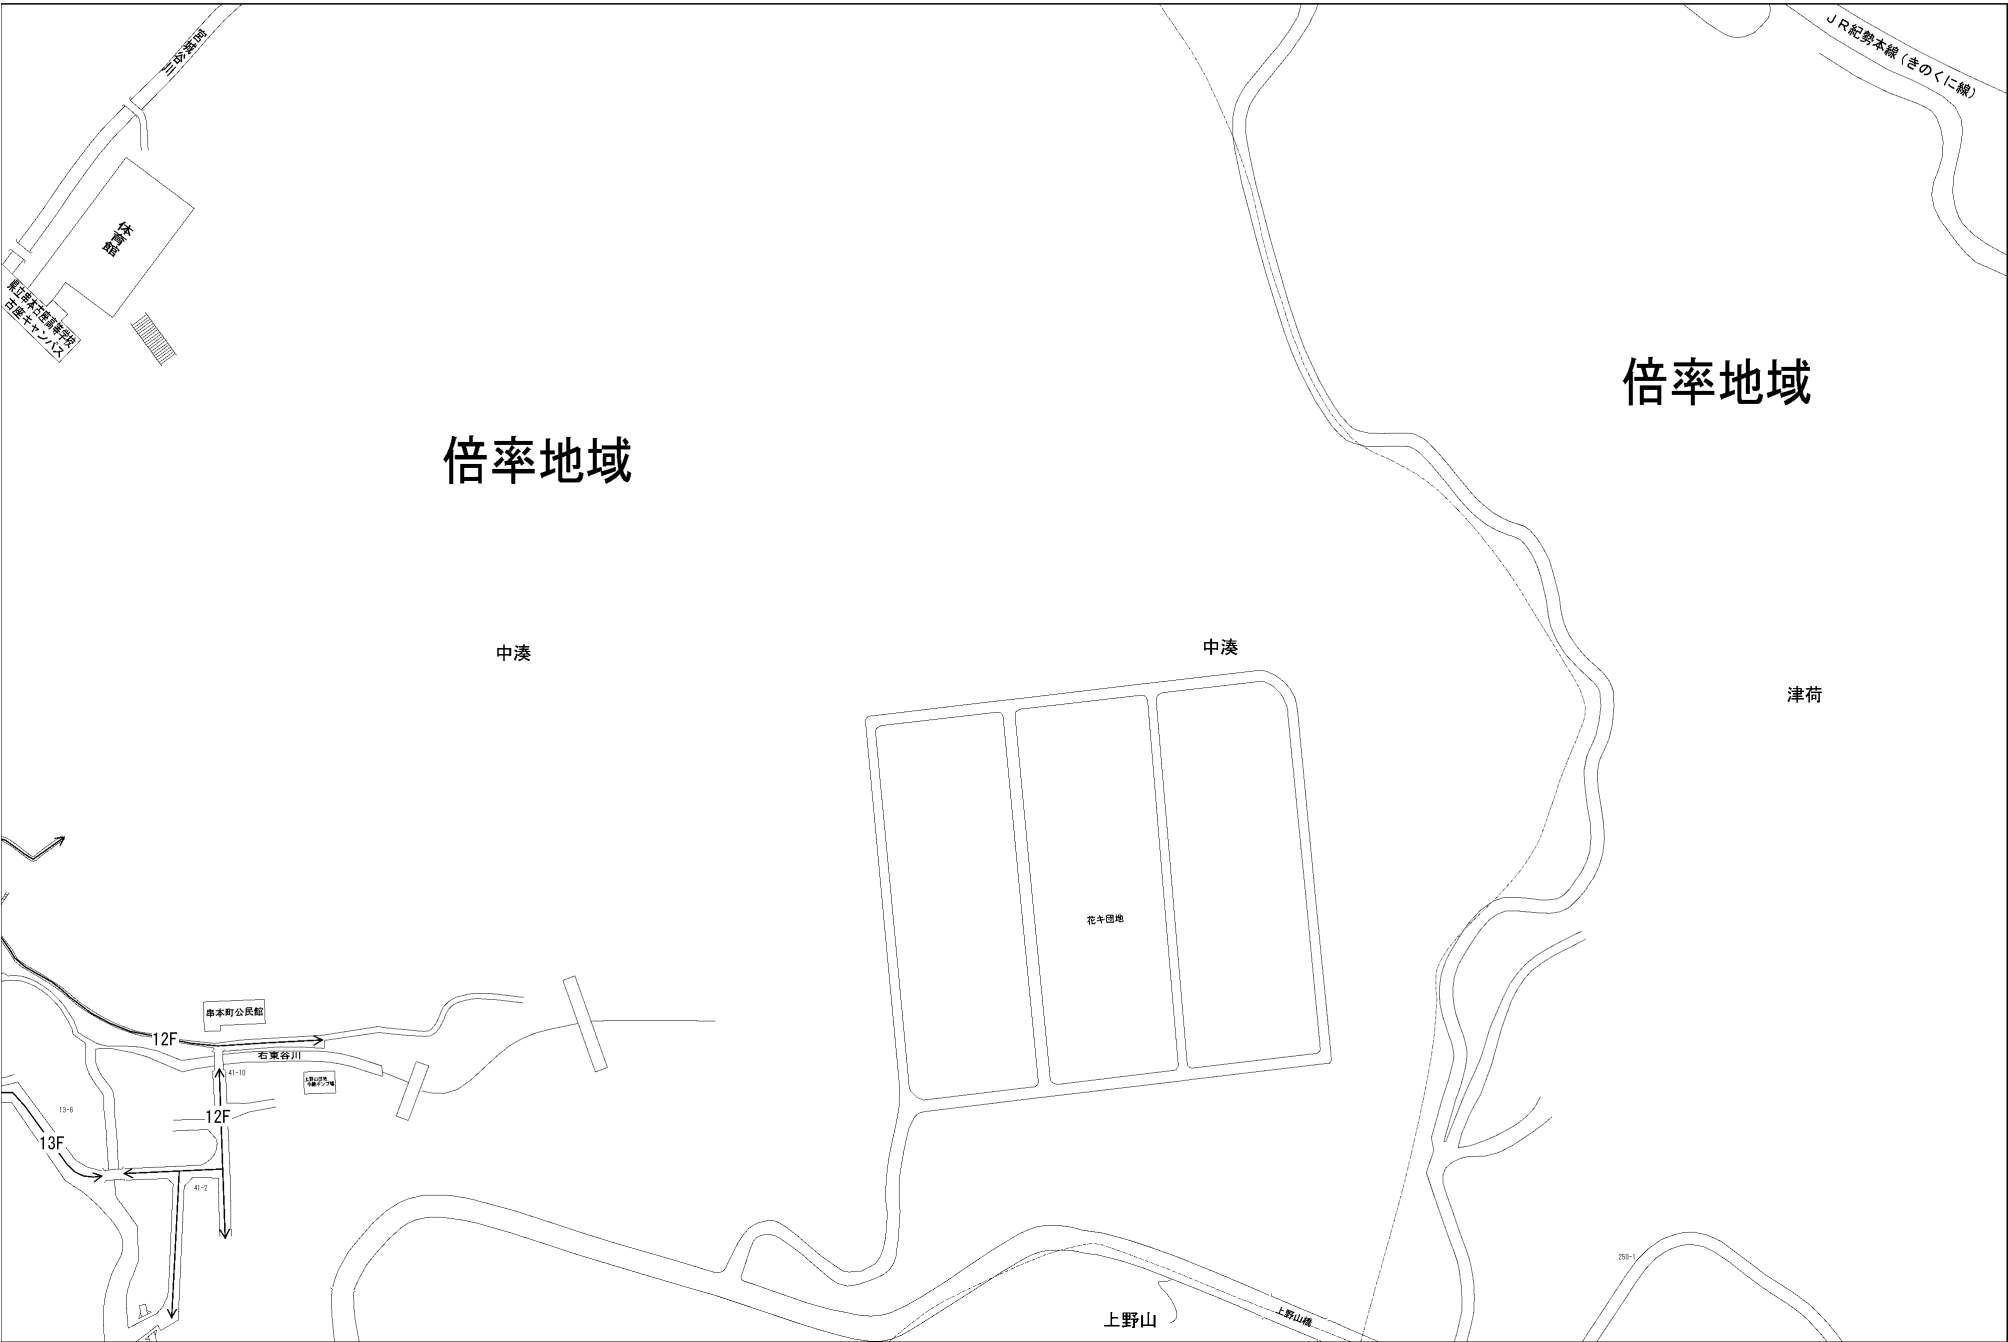 宮城谷川
JR紀勢本線(きのくに線)
体育館
県立串本古座高等学校
古座キャンパス
倍率地域
倍率地域
中湊
中湊
津荷
花キ団地
串本町公民館
12F
右東谷川
41-10
13-6
12F
13F
41-2
250-1
上野山
上野山橋